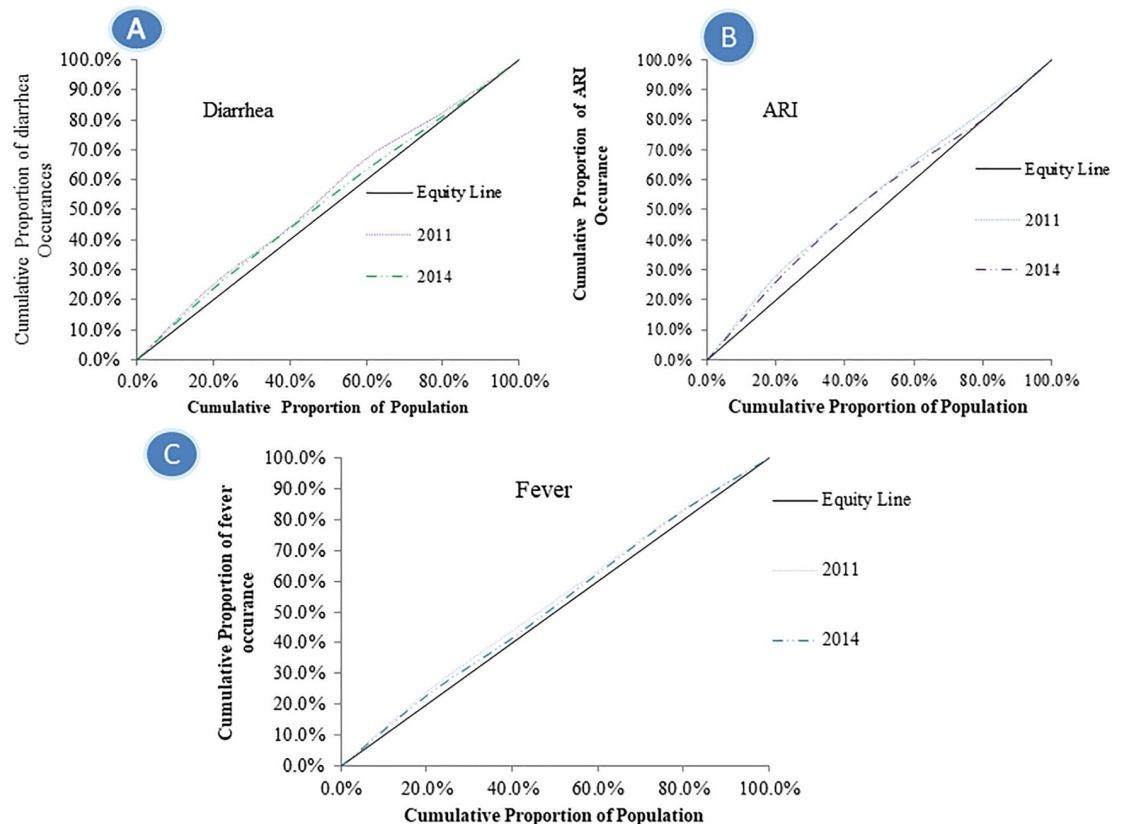 A
Cumulative Proportion of diarrhea
Occurances
100.0%
90.0%
80.0%
70.0%
60.0%
50.0%
40.0%
30.0%
20.0%
10.0%
0.0%
Diarrhea
Equity Line
2011
2014
0.0% 20.0% 40.0% 60.0% 80.0% 100.0%
Cumulative Proportion of Population
B
Cumulative Proportion of ARI
Occurance
100.0%
90.0%
80.0%
70.0%
60.0%
50.0%
40.0%
30.0%
20.0%
10.0%
0.0%
ARI
Equity Line
2011
2014
0.0% 20.0% 40.0% 60.0% 80.0% 100.0%
Cumulative Proportion of Population
C
Cumulative Proportion of fever
occurance
100.0%
90.0%
80.0%
70.0%
60.0%
50.0%
40.0%
30.0%
20.0%
10.0%
0.0%
Fever
Equity Line
2011
2014
0.0% 20.0% 40.0% 60.0% 80.0% 100.0%
Cumulative Proportion of Population